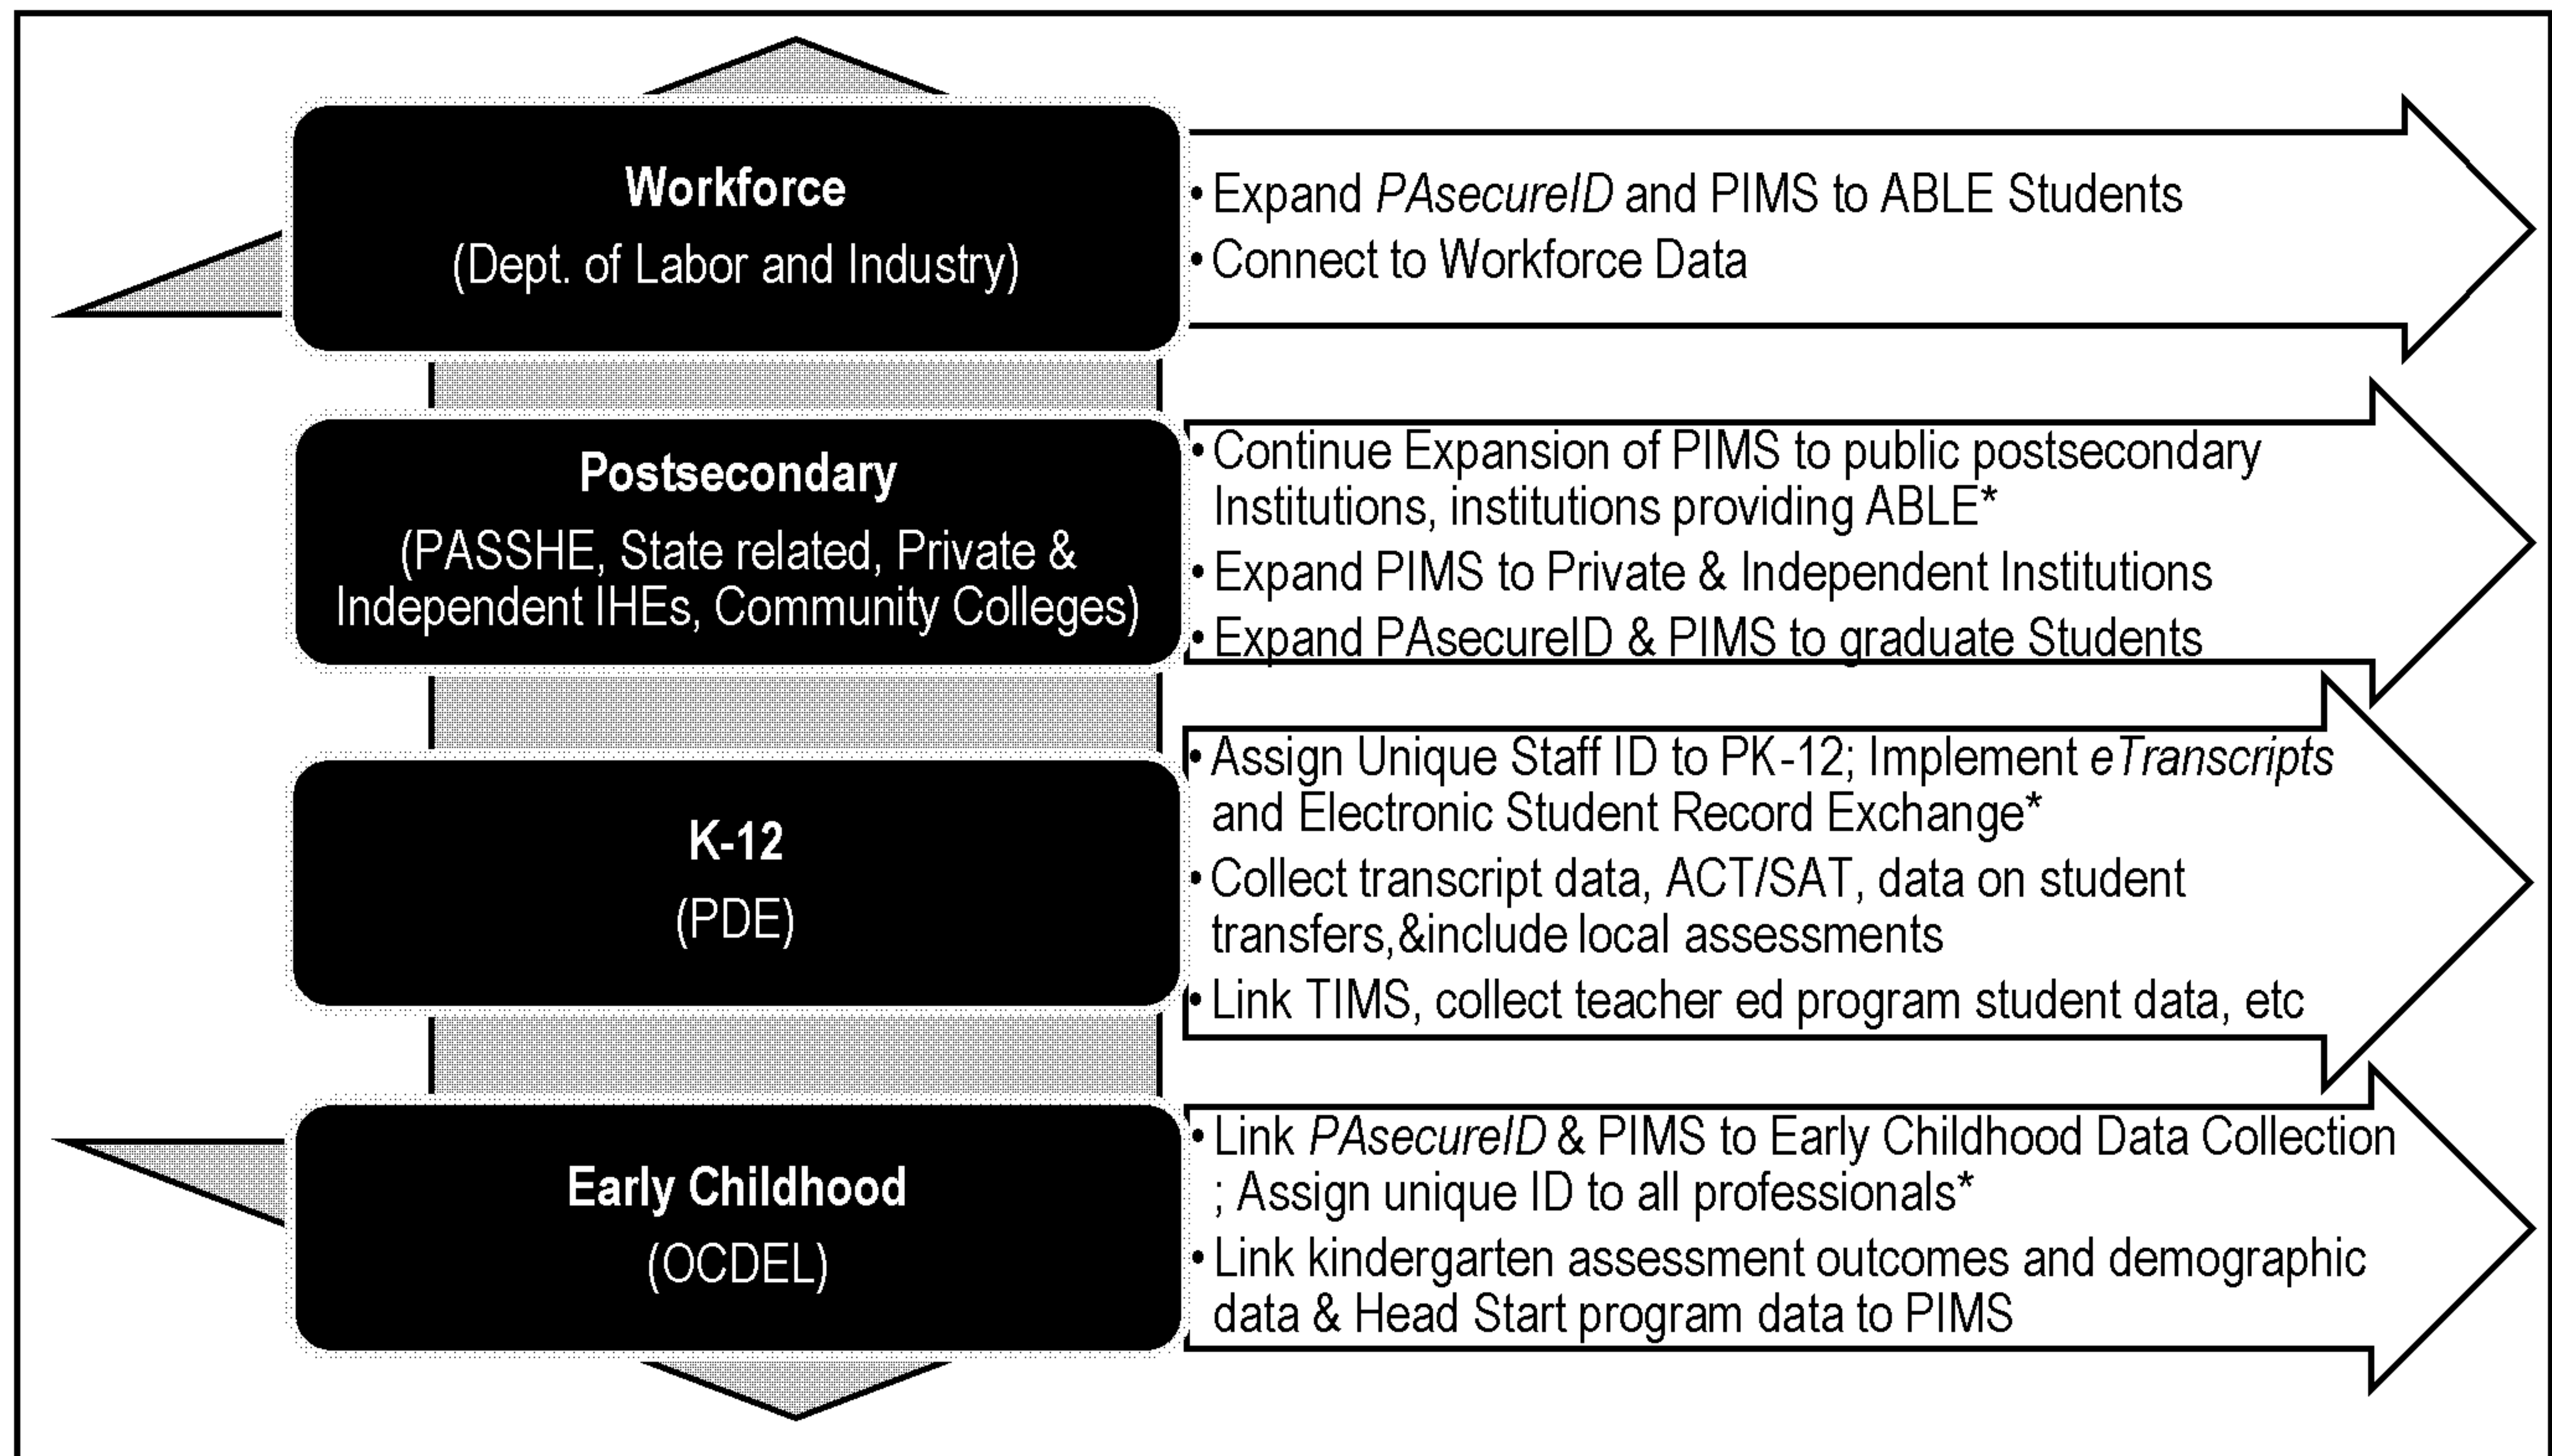 Workforce
(Dept. of Labor and Industry)
• Expand PAsecureID and PIMS to ABLE Students
• Connect to Workforce Data
Postsecondary
(PASSHE, State related, Private &
Independent IHEs, Community Colleges)
• Continue Expansion of PIMS to public postsecondary
Institutions, institutions providing ABLE*
• Expand PIMS to Private & Independent Institutions
• Expand PAsecureID & PIMS to graduate Students
K-12
(PDE)
• Assign Unique Staff ID to PK-12; Implement eTranscripts
and Electronic Student Record Exchange*
• Collect transcript data, ACT/SAT, data on student
transfers,&include local assessments
• Link TIMS, collect teacher ed program student data, etc
Early Childhood
(OCDEL)
• Link PAsecureID & PIMS to Early Childhood Data Collection
; Assign unique ID to all professionals*
• Link kindergarten assessment outcomes and demographic
data & Head Start program data to PIMS